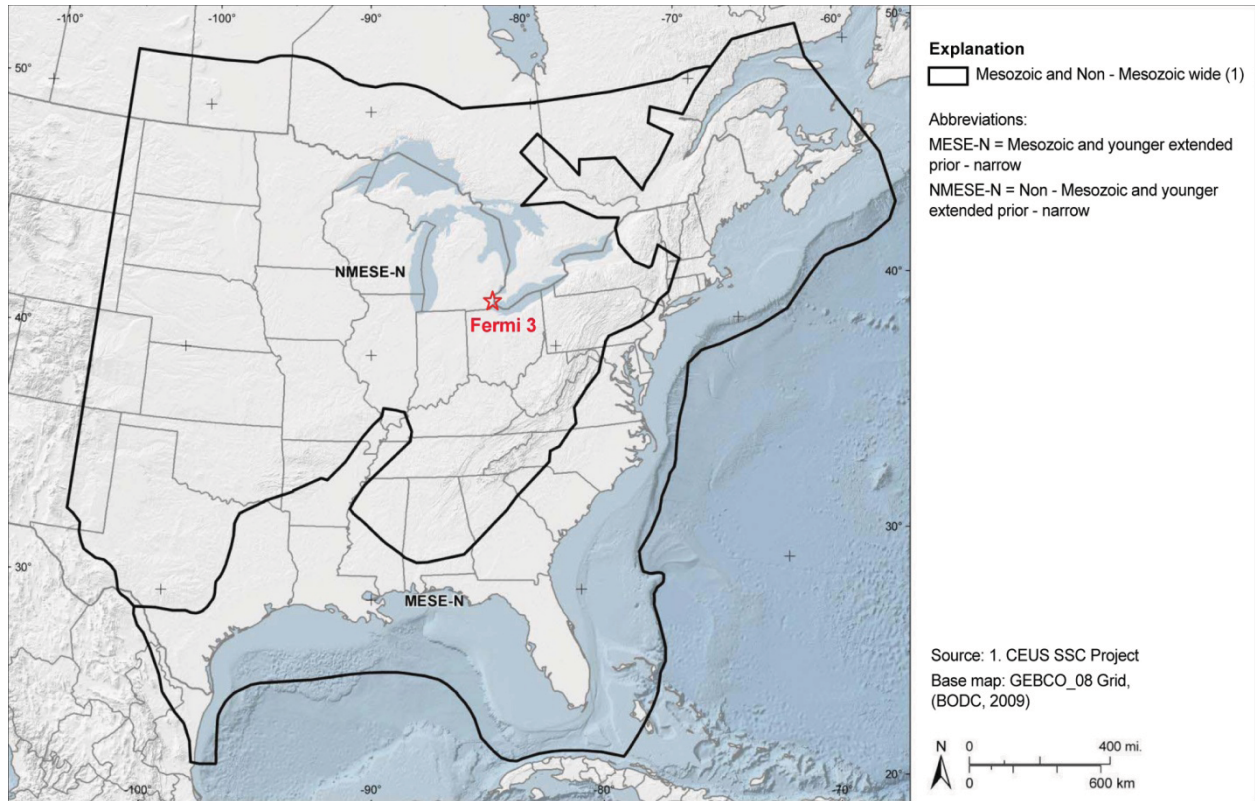 -110°
-100°
-90°
-80°
-70°
-60°
50°
50°
40°
40°
30°
30°
20°
-100°
-90°
-80°
-70°
NMESE-N
Fermi 3
MESE-N
Explanation
Mesozoic and Non - Mesozoic wide (1)
Abbreviations:
MESE-N = Mesozoic and younger extended
prior - narrow
NMESE-N = Non - Mesozoic and younger
extended prior - narrow
Source: 1. CEUS SSC Project
Base map: GEBCO_08 Grid,
(BODC, 2009)
N
0 400 mi.
0 600 km